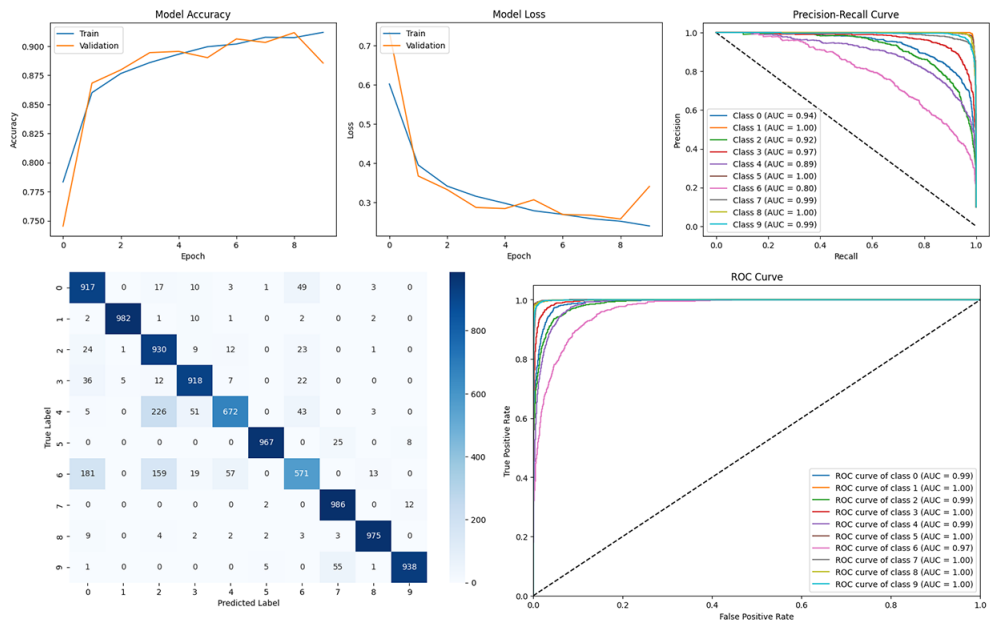 Model Accuracy
Train
Validation
0.900
0.875
0.850
0.825
0.800
0.775
0.750
Accuracy
0 2 4 6 8
Epoch
Model Loss
Train
Validation
0.7
0.6
0.5
0.4
0.3
Loss
0 2 4 6 8
Epoch
Precision-Recall Curve
1.0
0.8
0.6
0.4
0.2
0.0
Precision
Class 0 (AUC = 0.94)
Class 1 (AUC = 1.00)
Class 2 (AUC = 0.92)
Class 3 (AUC = 0.97)
Class 4 (AUC = 0.89)
Class 5 (AUC = 1.00)
Class 6 (AUC = 0.80)
Class 7 (AUC = 0.99)
Class 8 (AUC = 1.00)
Class 9 (AUC = 0.99)
0.0 0.2 0.4 0.6 0.8 1.0
Recall
True Label
0 917 0 17 10 3 1 49 0 3 0
1 2 982 1 10 1 0 2 0 2 0
2 24 1 930 9 12 0 23 0 1 0
3 36 5 12 918 7 0 22 0 0 0
4 5 0 226 51 672 0 43 0 3 0
5 0 0 0 0 0 967 0 25 0 8
6 181 0 159 19 57 0 571 0 13 0
7 0 0 0 0 0 2 0 986 0 12
8 9 0 4 2 2 2 3 3 975 0
9 1 0 0 0 0 5 0 55 1 938
0 1 2 3 4 5 6 7 8 9
Predicted Label
800
600
400
200
0
ROC Curve
1.0
0.8
0.6
0.4
0.2
0.0
True Positive Rate
ROC curve of class 0 (AUC = 0.99)
ROC curve of class 1 (AUC = 1.00)
ROC curve of class 2 (AUC = 0.99)
ROC curve of class 3 (AUC = 1.00)
ROC curve of class 4 (AUC = 0.99)
ROC curve of class 5 (AUC = 1.00)
ROC curve of class 6 (AUC = 0.97)
ROC curve of class 7 (AUC = 1.00)
ROC curve of class 8 (AUC = 1.00)
ROC curve of class 9 (AUC = 1.00)
0.0 0.2 0.4 0.6 0.8 1.0
False Positive Rate